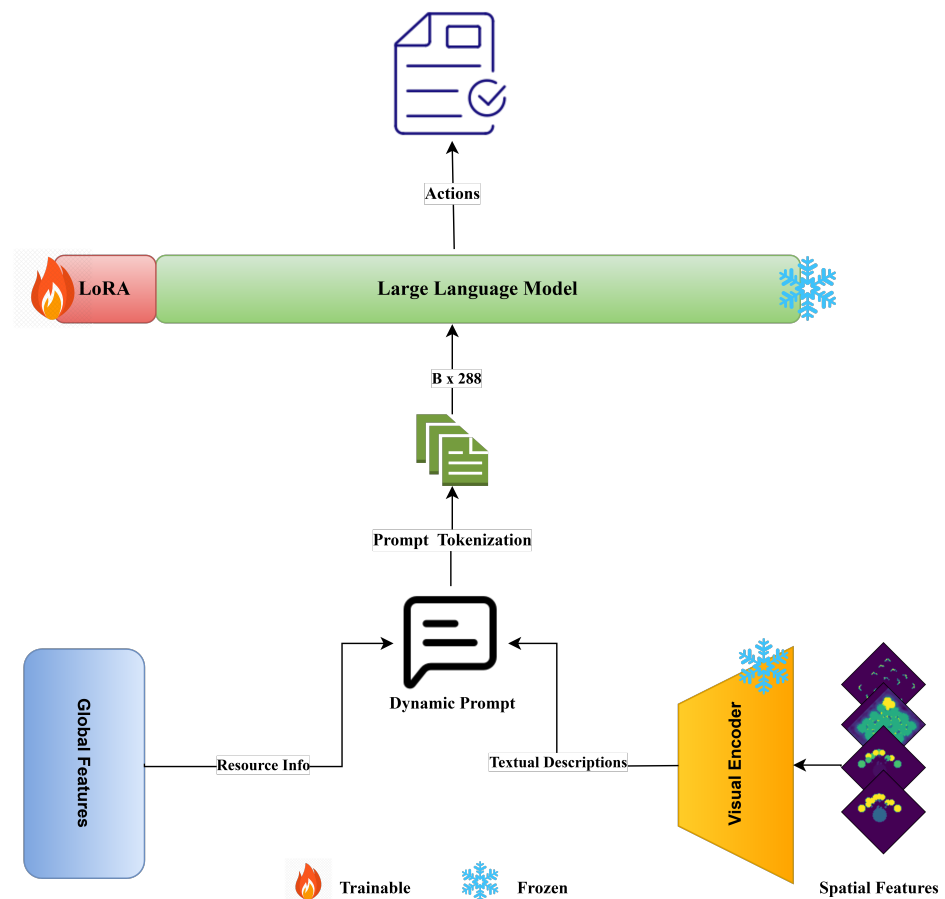 Actions
LoRA
Large Language Model
B x 288
Prompt Tokenization
Dynamic Prompt
Global Features
Resource Info
Textual Descriptions
Visual Encoder
Trainable
Frozen
Spatial Features